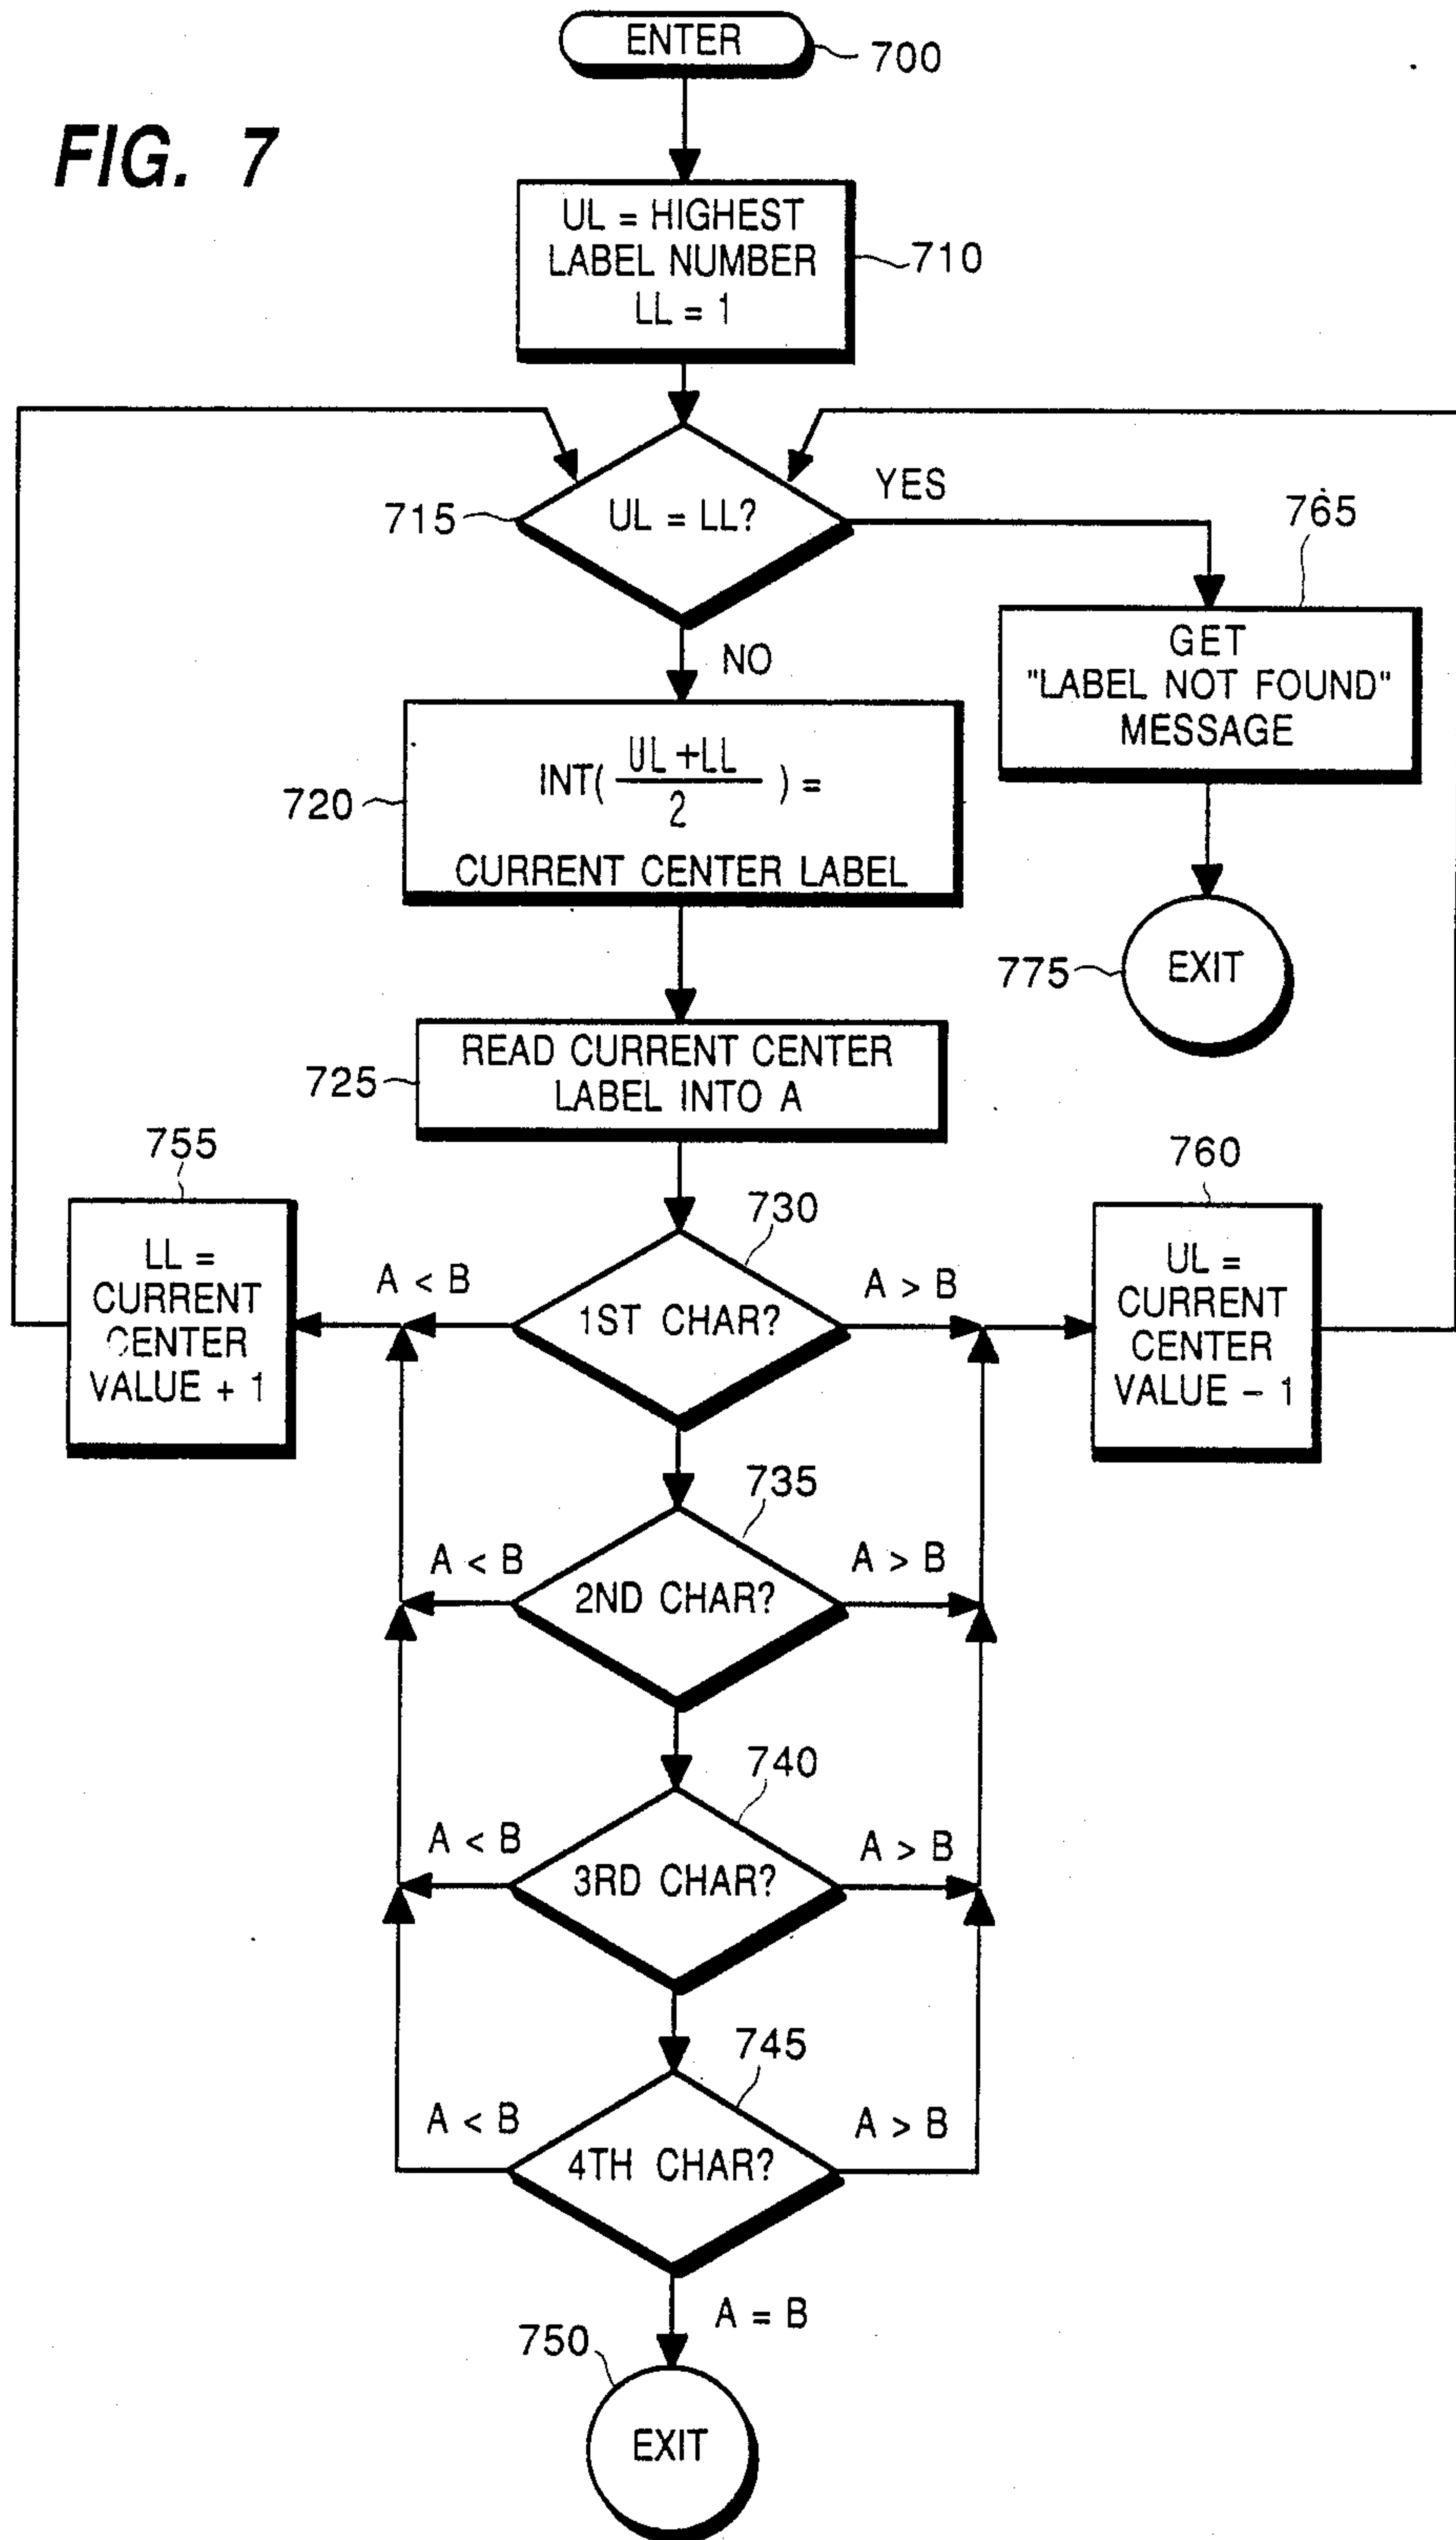 FIG. 7
ENTER
700
UL = HIGHEST
LABEL NUMBER
LL = 1
710
715
UL = LL?
YES
NO
765
GET
"LABEL NOT FOUND"
MESSAGE
720
INT( UL + LL / 2 ) =
CURRENT CENTER LABEL
775
EXIT
725
READ CURRENT CENTER
LABEL INTO A
755
LL =
CURRENT
CENTER
VALUE + 1
730
A < B
1ST CHAR?
A > B
760
UL =
CURRENT
CENTER
VALUE – 1
735
A < B
2ND CHAR?
A > B
740
A < B
3RD CHAR?
A > B
745
A < B
4TH CHAR?
A > B
A = B
750
EXIT